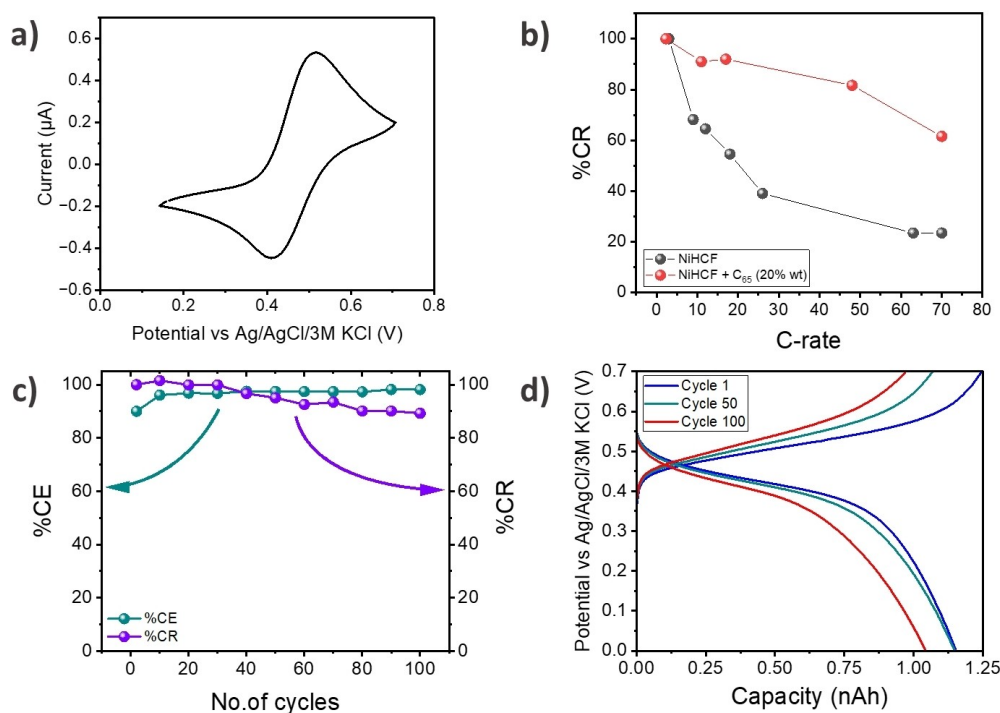 a)
0.6
0.4
0.2
0.0
−0.2
−0.4
−0.6
Current (µA)
0.0 0.2 0.4 0.6 0.8
Potential vs Ag/AgCl/3M KCl (V)
b)
100
80
60
40
20
0
%CR
NiHCF
NiHCF + C65 (20% wt)
0 10 20 30 40 50 60 70 80
C-rate
c)
100
80
60
40
20
0
%CE
100
80
60
40
20
0
%CR
%CE
%CR
0 20 40 60 80 100
No.of cycles
d)
0.7
0.6
0.5
0.4
0.3
0.2
0.1
0.0
Potential vs Ag/AgCl/3M KCl (V)
Cycle 1
Cycle 50
Cycle 100
0.00 0.25 0.50 0.75 1.00 1.25
Capacity (nAh)